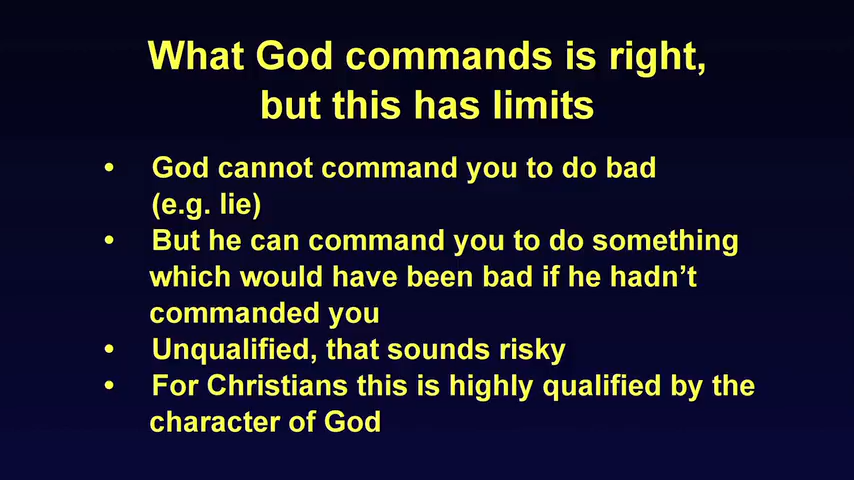 What God commands is right,
but this has limits
• God cannot command you to do bad
(e.g. lie)
• But he can command you to do something
which would have been bad if he hadn’t
commanded you
• Unqualified, that sounds risky
• For Christians this is highly qualified by the
character of God